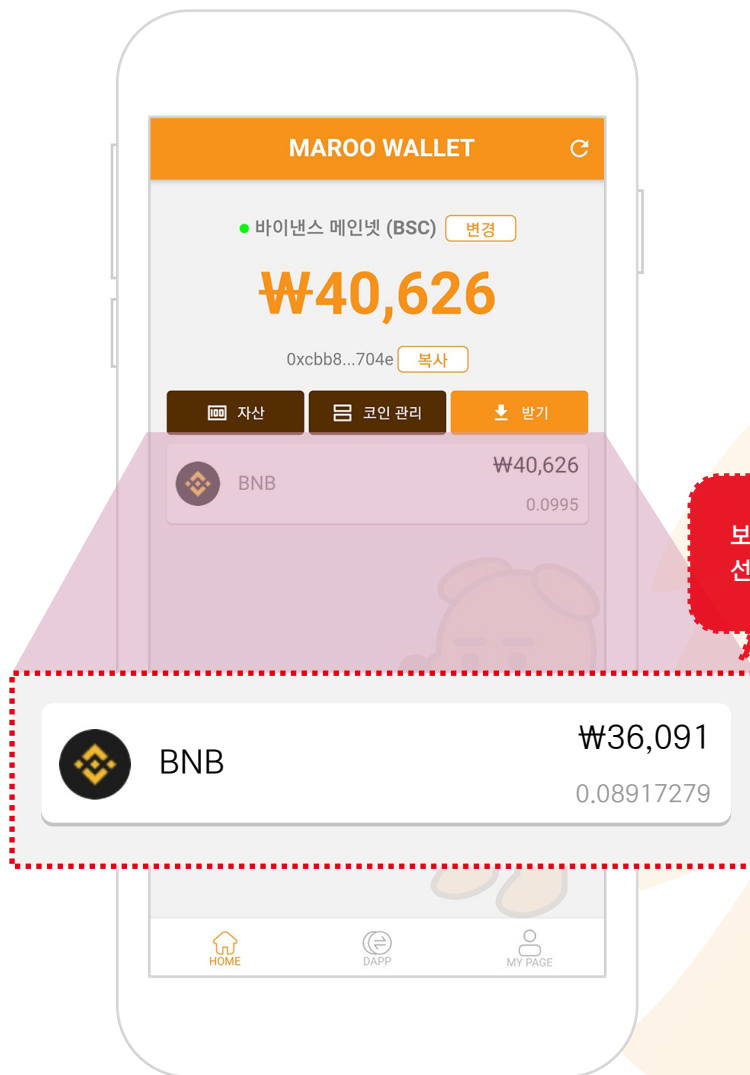 MAROO WALLET
바이낸스 메인넷 (BSC) 변경
₩40,626
0xcbb8...704e 복사
자산 코인 관리 받기
BNB ₩40,626
0.0995
보
선
BNB ₩36,091
0.08917279
HOME DAPP MY PAGE